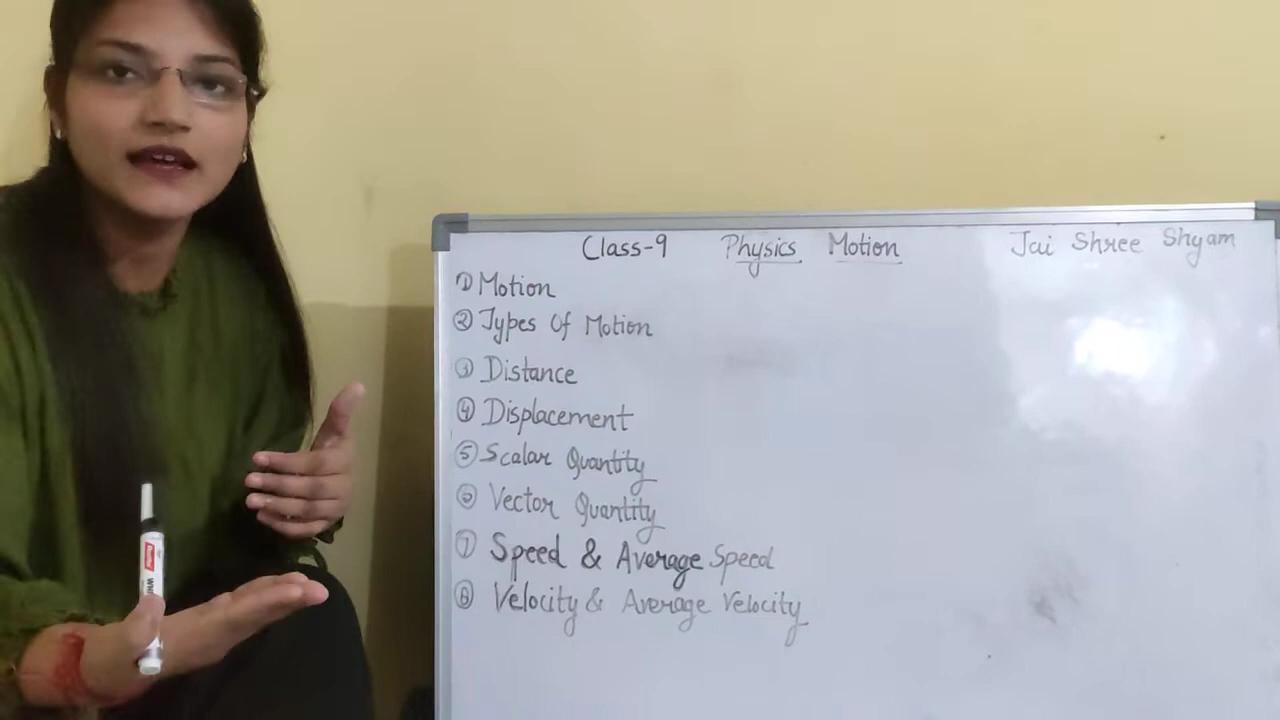 Class-9 Physics Motion Jai Shree Shyam
① Motion
② Types Of Motion
③ Distance
④ Displacement
⑤ Scalar Quantity
⑥ Vector Quantity
⑦ Speed & Average Speed
⑧ Velocity & Average Velocity